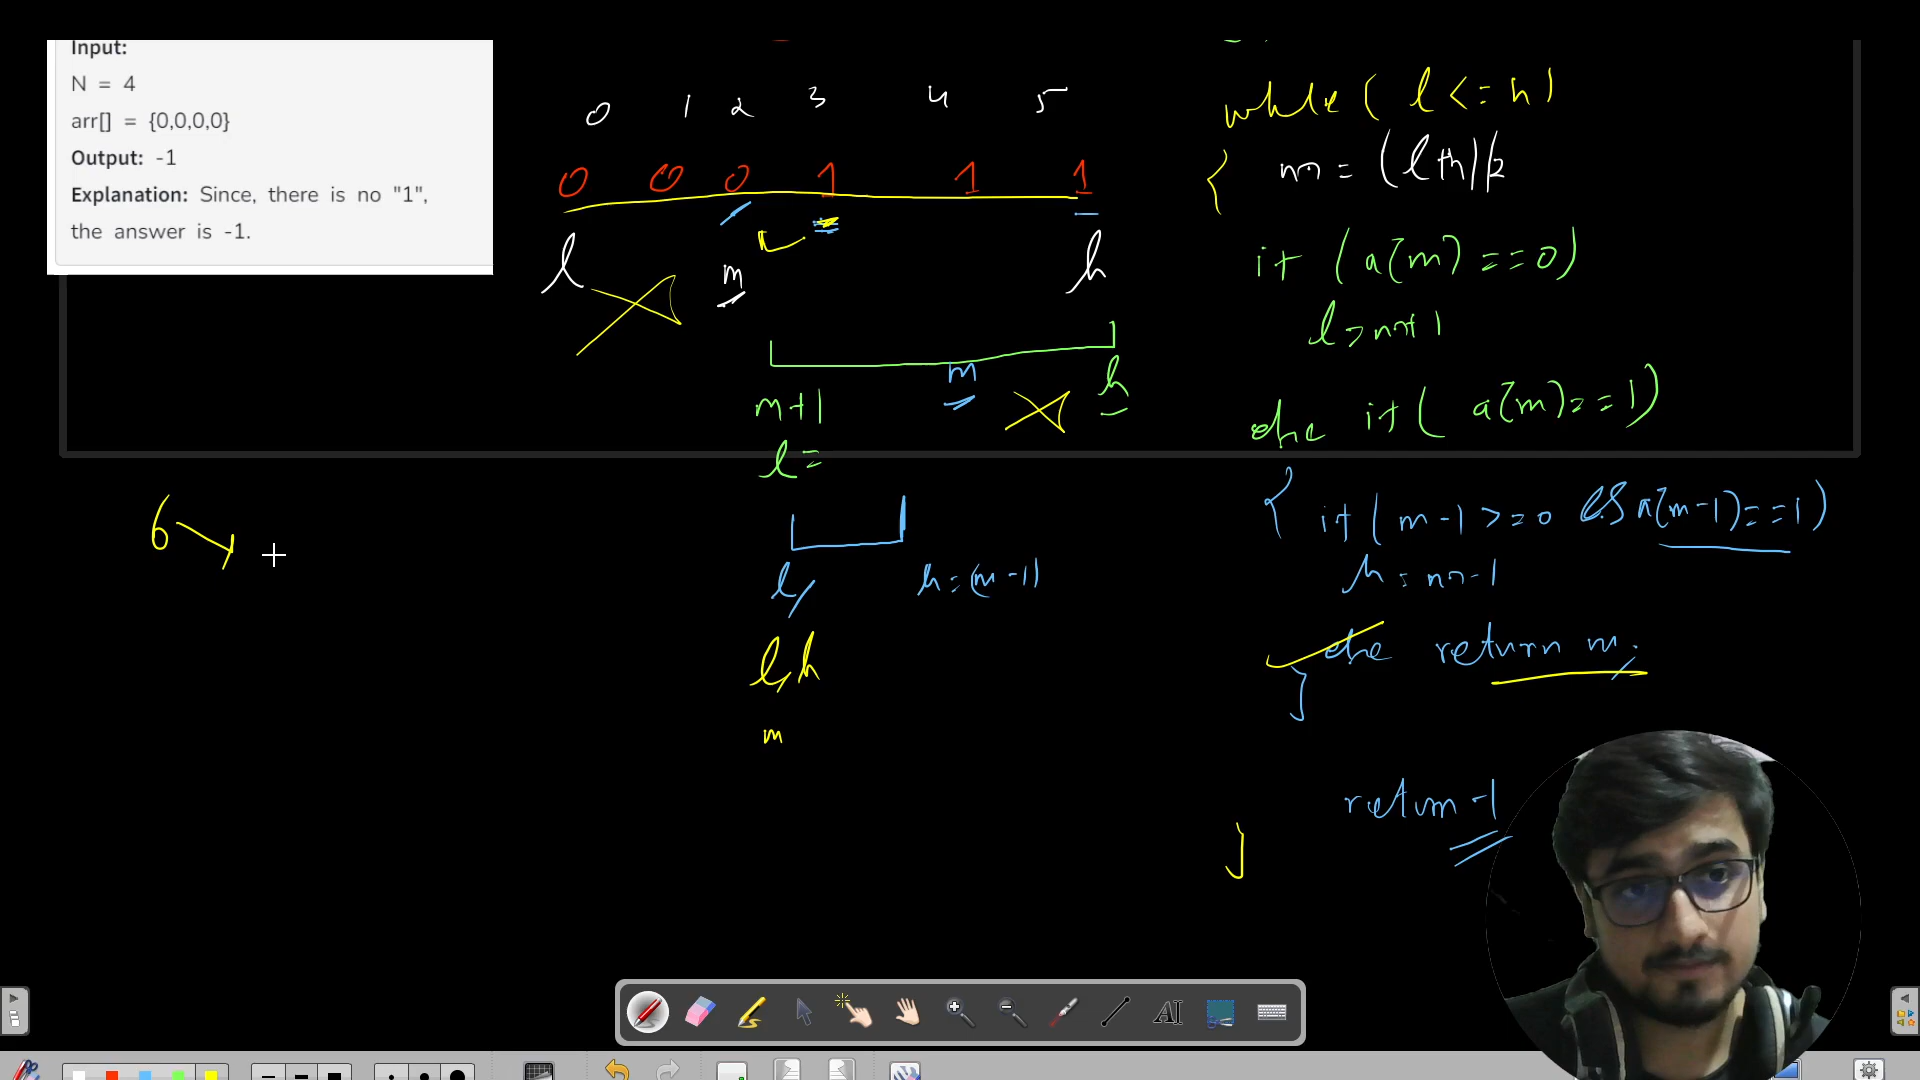 Input:
N = 4
arr[] = {0,0,0,0}
Output: -1
Explanation: Since, there is no "1",
the answer is -1.
0 1 2 3 4 5
0 0 0 1 1 1
l m h
m h
m+1
l =
l h = (m-1)
l, h
m
6
while ( l <= h )
{ m = (l+h)/2
if ( a[m] == 0 )
l = m+1
else if ( a[m] == 1 )
{ if ( m-1 >= 0 && a[m-1] == 1 )
h = m-1
else return m;
}
return -1
}
AI